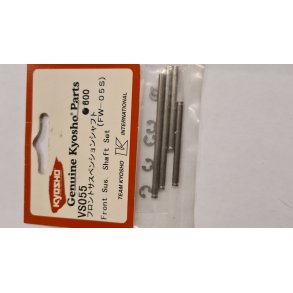 KYOSHO
Genuine Kyosho Parts
VS055 ●600
フロントサスペンションシャフト
Front Sus. Shaft Set (FW-05S)
TEAM KYOSHO K INTERNATIONAL